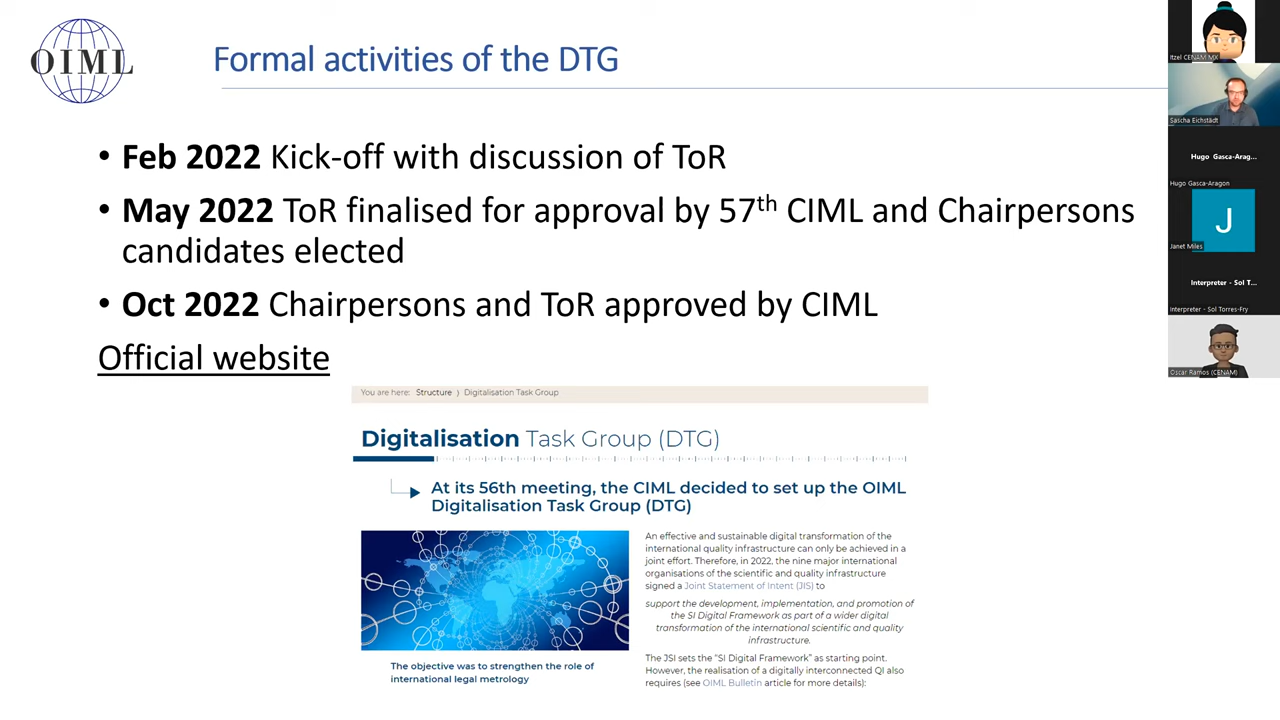 OIML
Formal activities of the DTG
• Feb 2022 Kick-off with discussion of ToR
• May 2022 ToR finalised for approval by 57th CIML and Chairpersons
candidates elected
• Oct 2022 Chairpersons and ToR approved by CIML
Official website
You are here: Structure ⟩ Digitalisation Task Group (DTG)
Digitalisation Task Group (DTG)
At its 56th meeting, the CIML decided to set up the OIML
Digitalisation Task Group (DTG)
The objective was to strengthen the role of
international legal metrology
An effective and sustainable digital transformation of the
international quality infrastructure can only be achieved in a
joint effort. Therefore, in 2022, the nine major international
organisations of the scientific and quality infrastructure
signed a Joint Statement of Intent (JIS) to
support the development, implementation, and promotion of
the SI Digital Framework as part of a wider digital
transformation of the international scientific and quality
infrastructure.
The JSI sets the "SI Digital Framework" as starting point.
However, the realisation of a digitally interconnected QI also
requires (see OIML Bulletin article for more details):
Itzel CENAM MX
Sascha Eichstädt
Hugo Gasca-Arag...
Hugo Gasca-Aragon
J
Janet Miles
Interpreter - Sol T...
Interpreter - Sol Torres-Fry
Oscar Ramos (CENAM)